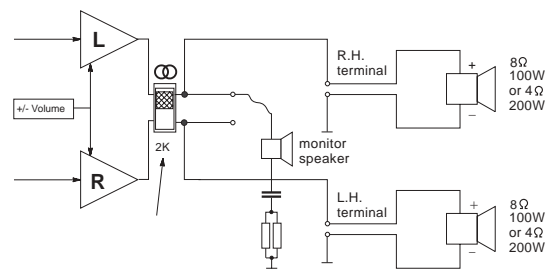 L
R.H.
terminal
+
–
8Ω
100W
or 4Ω
200W
+/- Volume
2K
monitor
speaker
R
L.H.
terminal
+
–
8Ω
100W
or 4Ω
200W